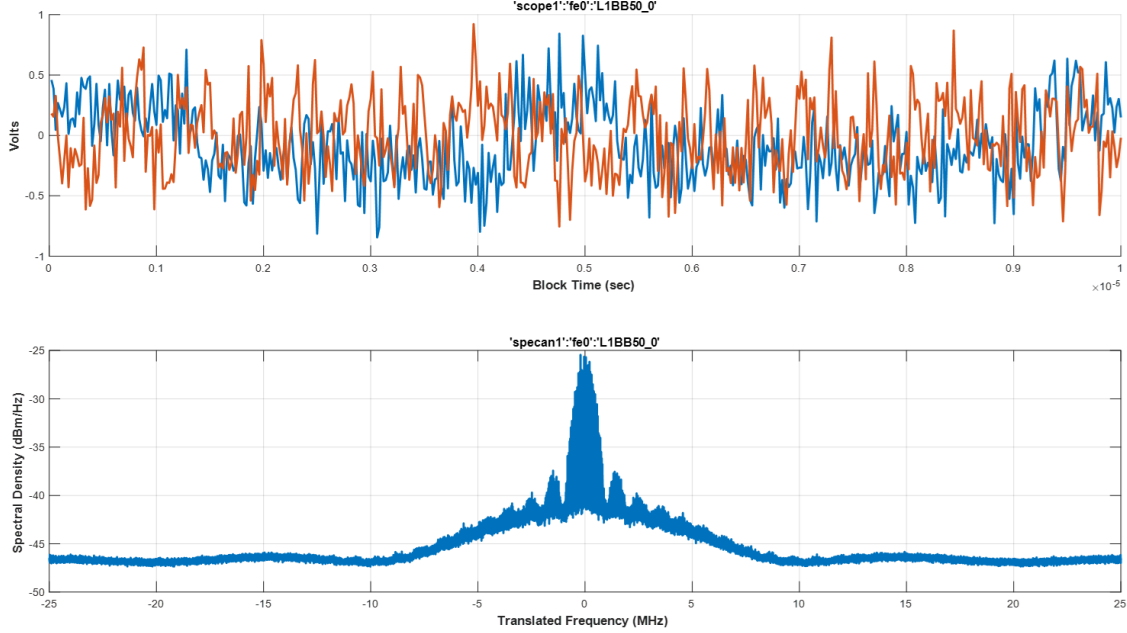 'scope1':'fe0':'L1BB50_0'
1
0.5
0
-0.5
-1
Volts
0 0.1 0.2 0.3 0.4 0.5 0.6 0.7 0.8 0.9 1
×10⁻⁵
Block Time (sec)
'specan1':'fe0':'L1BB50_0'
-25
-30
-35
-40
-45
-50
Spectral Density (dBm/Hz)
-25 -20 -15 -10 -5 0 5 10 15 20 25
Translated Frequency (MHz)